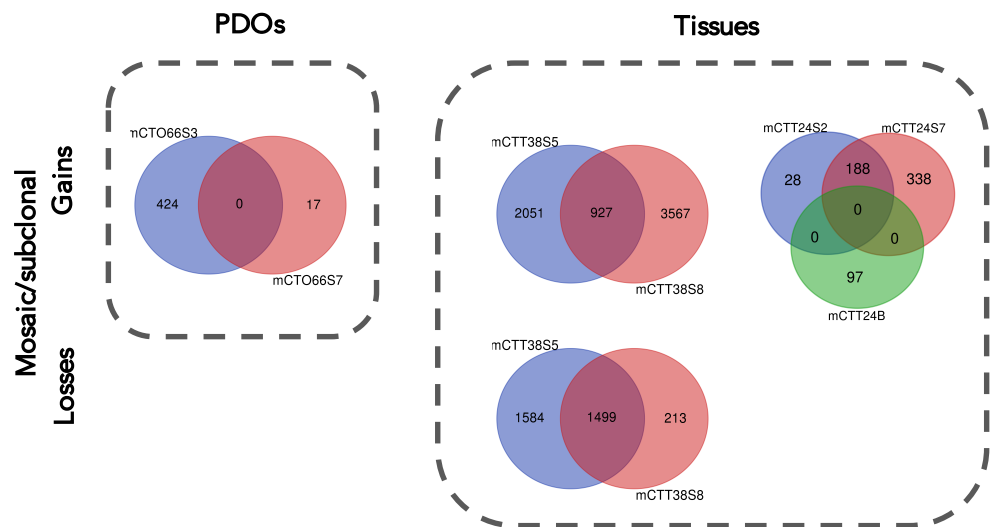 PDOs
Tissues
Mosaic/subclonal
Gains
Losses
mCTO66S3
424
0
17
mCTO66S7
mCTT38S5
2051
927
3567
mCTT38S8
mCTT24S2
mCTT24S7
28
188
338
0
0
0
97
mCTT24B
mCTT38S5
1584
1499
213
mCTT38S8